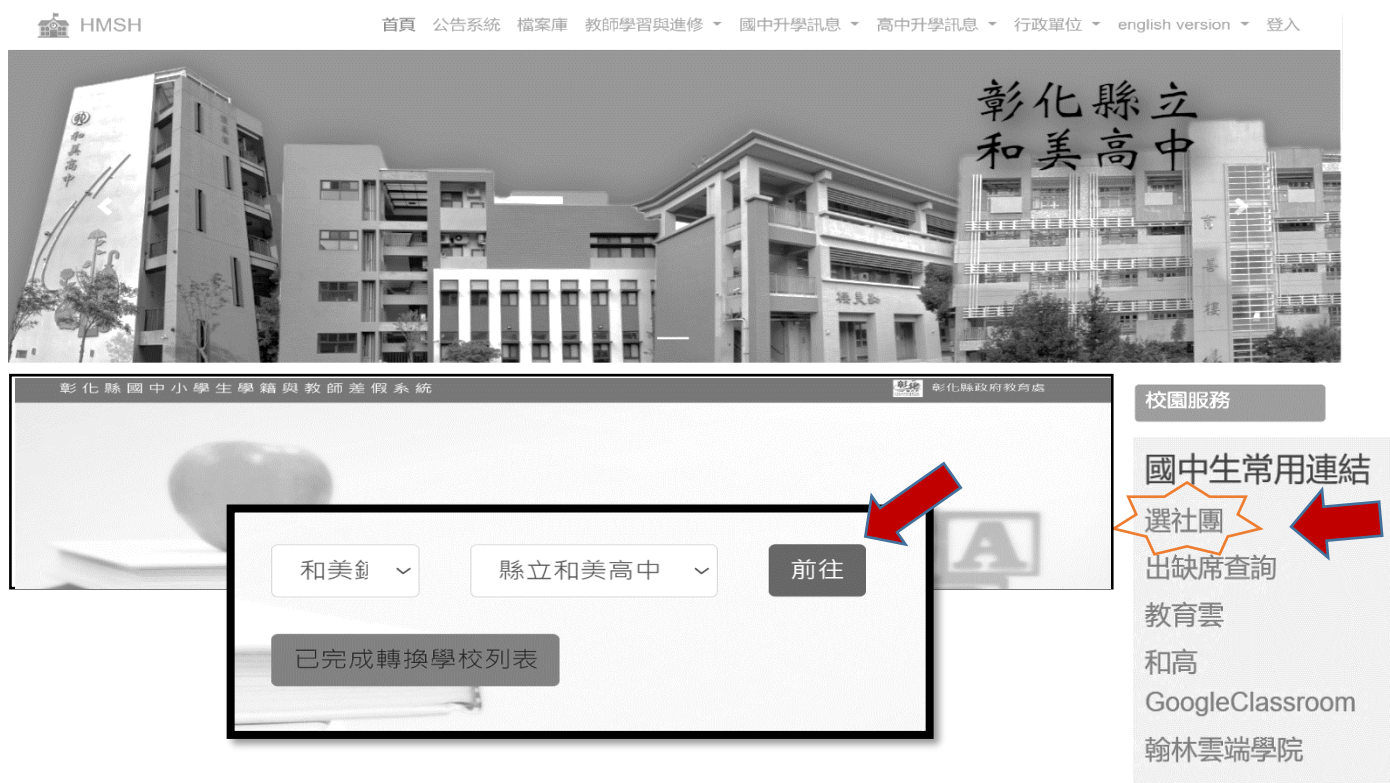 HMSH
首頁 公告系統 檔案庫 教師學習與進修 國中升學訊息 高中升學訊息 行政單位 english version 登入
彰化縣立
和美高中
和美高中
彰化縣國中小學生學籍與教師差假系統
彰化縣政府教育處
和美
縣立和美高中
前往
已完成轉換學校列表
校園服務
國中生常用連結
選社團
出缺席查詢
教育雲
和高
GoogleClassroom
翰林雲端學院
A